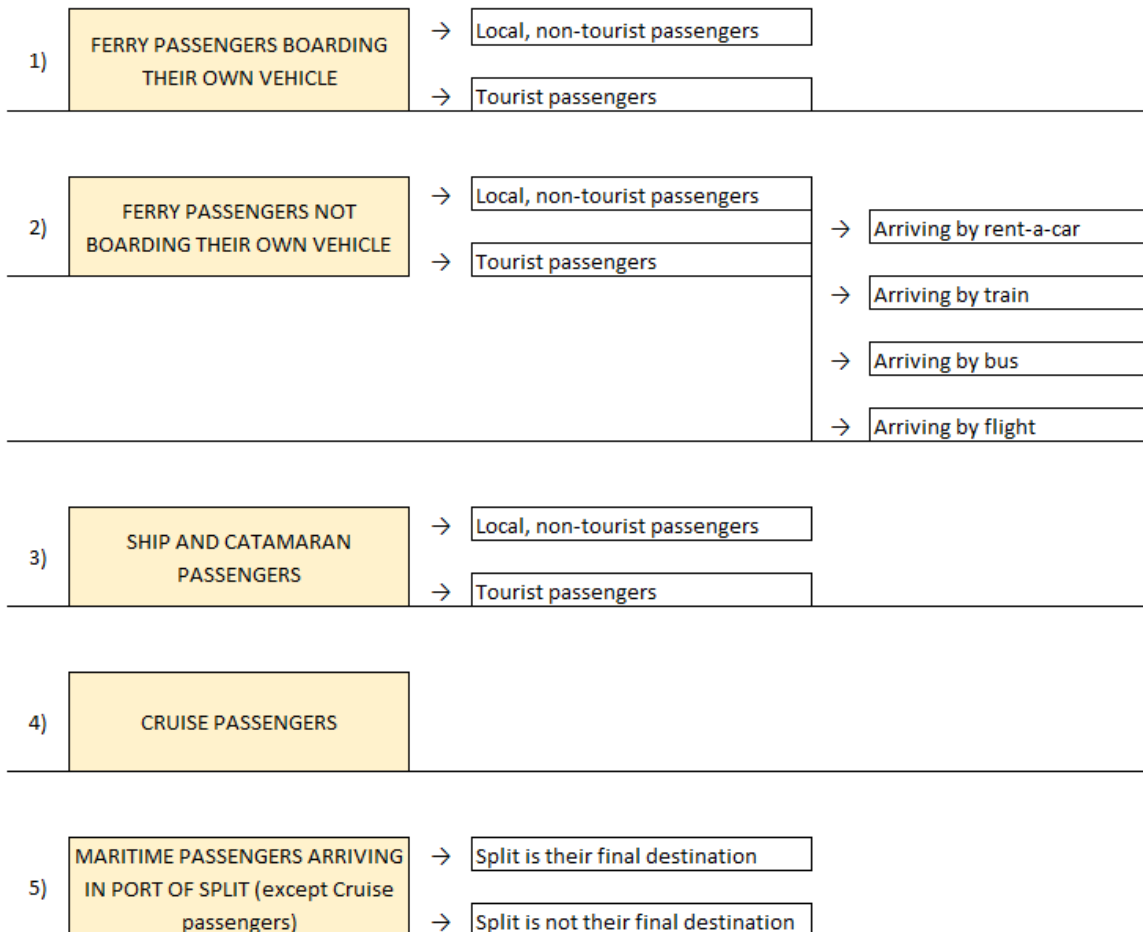 1)
FERRY PASSENGERS BOARDING
THEIR OWN VEHICLE
→ Local, non-tourist passengers
→ Tourist passengers
2)
FERRY PASSENGERS NOT
BOARDING THEIR OWN VEHICLE
→ Local, non-tourist passengers
→ Tourist passengers
→ Arriving by rent-a-car
→ Arriving by train
→ Arriving by bus
→ Arriving by flight
3)
SHIP AND CATAMARAN
PASSENGERS
→ Local, non-tourist passengers
→ Tourist passengers
4)
CRUISE PASSENGERS
5)
MARITIME PASSENGERS ARRIVING
IN PORT OF SPLIT (except Cruise
passengers)
→ Split is their final destination
→ Split is not their final destination